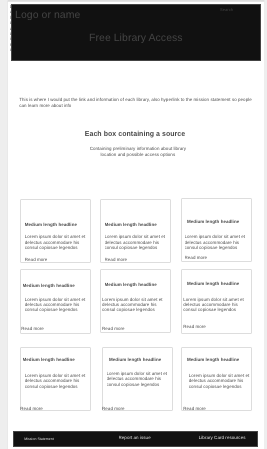 Logo or name
Free Library Access
This is where I would put the link and information of each library, also hyperlink to the mission statement so people
can learn more about info
Each box containing a source
Containing preliminary information about library
location and possible access options
Medium length headline
Lorem ipsum dolor sit amet et
delectus accommodare his
consul copiosae legendos
Read more
Medium length headline
Lorem ipsum dolor sit amet et
delectus accommodare his
consul copiosae legendos
Read more
Medium length headline
Lorem ipsum dolor sit amet et
delectus accommodare his
consul copiosae legendos
Read more
Medium length headline
Lorem ipsum dolor sit amet et
delectus accommodare his
consul copiosae legendos
Read more
Medium length headline
Lorem ipsum dolor sit amet et
delectus accommodare his
consul copiosae legendos
Read more
Medium length headline
Lorem ipsum dolor sit amet et
delectus accommodare his
consul copiosae legendos
Read more
Medium length headline
Lorem ipsum dolor sit amet et
delectus accommodare his
consul copiosae legendos
Read more
Medium length headline
Lorem ipsum dolor sit amet et
delectus accommodare his
consul copiosae legendos
Read more
Medium length headline
Lorem ipsum dolor sit amet et
delectus accommodare his
consul copiosae legendos
Read more
Mission Statement
Report an issue
Library Card resources